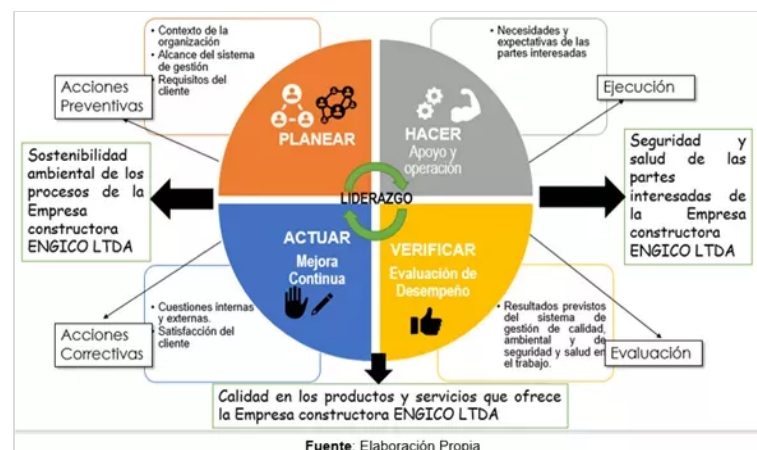 • Contexto de la
organización
• Alcance del sistema
de gestión
• Requisitos del
cliente
• Necesidades y
expectativas de las
partes interesadas
Acciones
Preventivas
Ejecución
PLANEAR
HACER
Apoyo y
operación
Sostenibilidad
ambiental de los
procesos de la
Empresa
constructora
ENGICO LTDA
Seguridad y
salud de las
partes
interesadas de
la Empresa
constructora
ENGICO LTDA
LIDERAZGO
ACTUAR
Mejora
Continua
VERIFICAR
Evaluación de
Desempeño
• Cuestiones internas
y externas.
• Satisfacción del
cliente
• Resultados previstos
del sistema de
gestión de calidad,
ambiental y de
seguridad y salud en
el trabajo.
Acciones
Correctivas
Evaluación
Calidad en los productos y servicios que ofrece
la Empresa constructora ENGICO LTDA
Fuente: Elaboración Propia